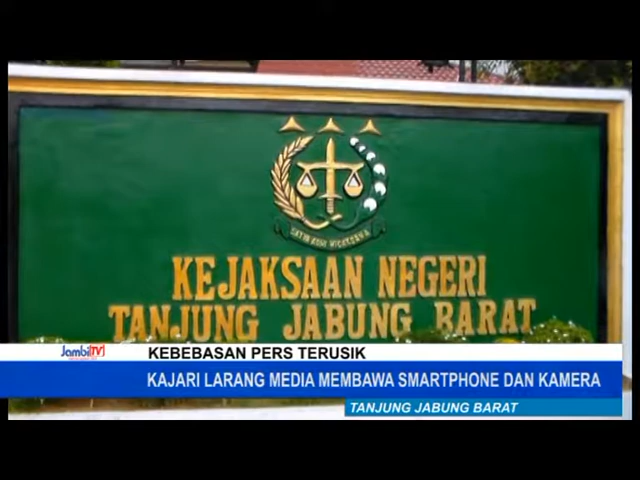 SATYA ADHI WICAKSANA
KEJAKSAAN NEGERI
TANJUNG JABUNG BARAT
JambiTV
KEBEBASAN PERS TERUSIK
KAJARI LARANG MEDIA MEMBAWA SMARTPHONE DAN KAMERA
TANJUNG JABUNG BARAT